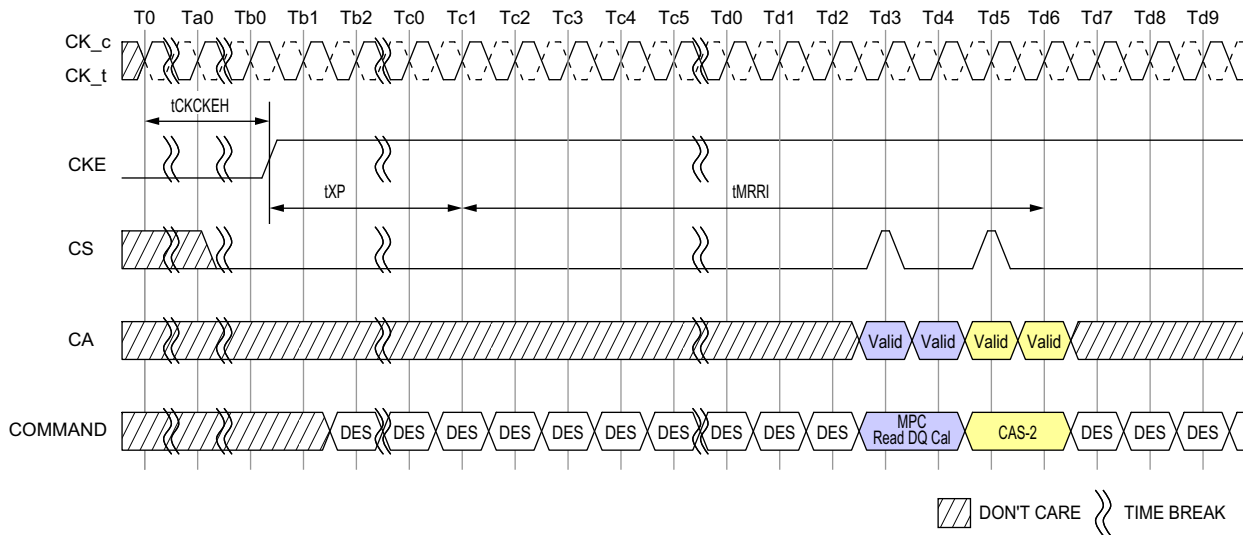 T0 Ta0 Tb0 Tb1 Tb2 Tc0 Tc1 Tc2 Tc3 Tc4 Tc5 Td0 Td1 Td2 Td3 Td4 Td5 Td6 Td7 Td8 Td9
CK_c
CK_t
tCKCKEH
CKE
tXP tMRRI
CS
CA Valid Valid Valid Valid
COMMAND DES DES DES DES DES DES DES DES DES DES MPC Read DQ Cal CAS-2 DES DES DES
DON'T CARE TIME BREAK